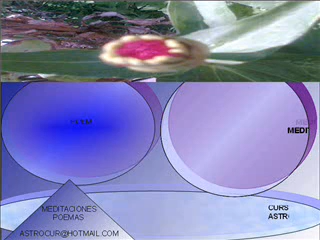 MEDI
MEDITACIONES
POEMAS
CURS
ASTR
ASTROCUR@HOTMAIL.COM